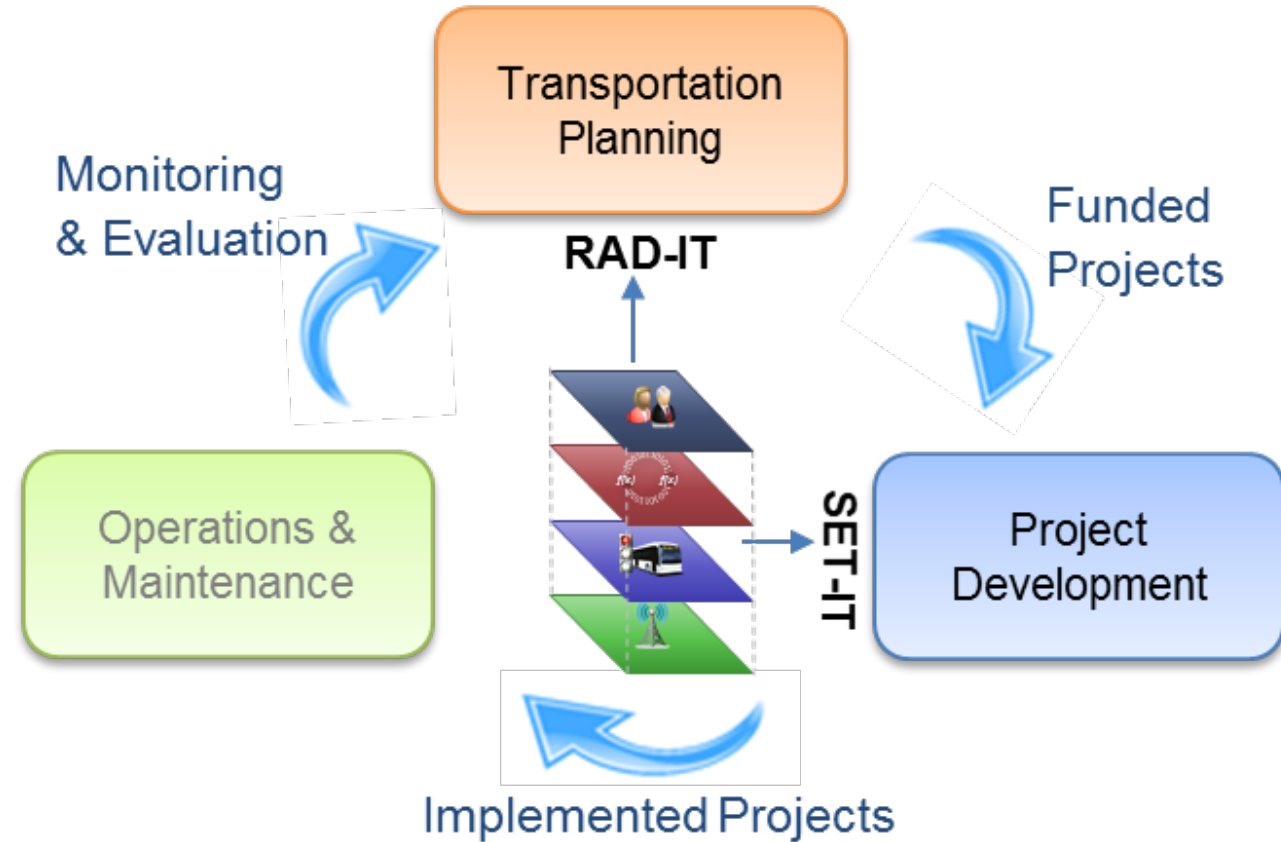 Transportation
Planning
Monitoring
& Evaluation
Funded
Projects
RAD-IT
f(x) f(x)
Operations &
Maintenance
SET-IT
Project
Development
Implemented Projects